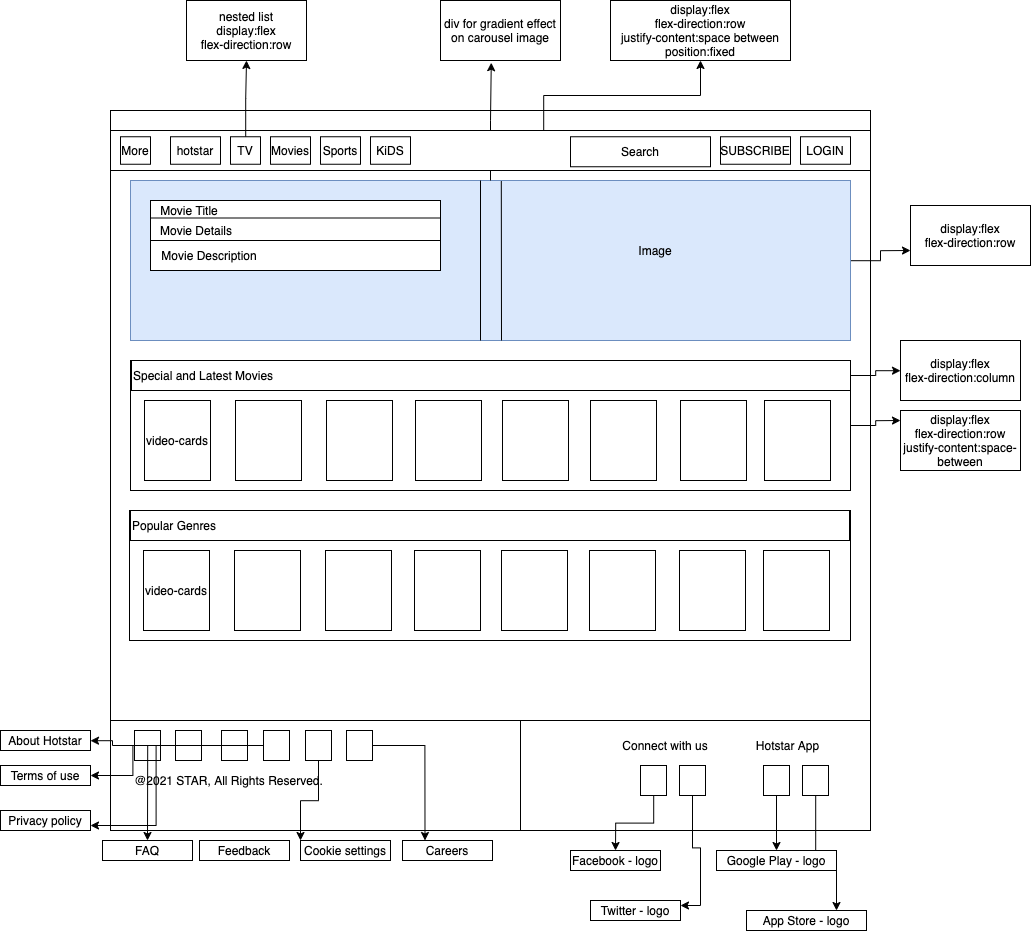 nested list
display:flex
flex-direction:row
div for gradient effect
on carousel image
display:flex
flex-direction:row
justify-content:space between
position:fixed
More
hotstar
TV
Movies
Sports
KiDS
Search
SUBSCRIBE
LOGIN
Movie Title
Movie Details
Movie Description
Image
display:flex
flex-direction:row
Special and Latest Movies
display:flex
flex-direction:column
video-cards
display:flex
flex-direction:row
justify-content:space-
between
Popular Genres
video-cards
About Hotstar
Terms of use
Privacy policy
@2021 STAR, All Rights Reserved.
Connect with us
Hotstar App
FAQ
Feedback
Cookie settings
Careers
Facebook - logo
Google Play - logo
Twitter - logo
App Store - logo